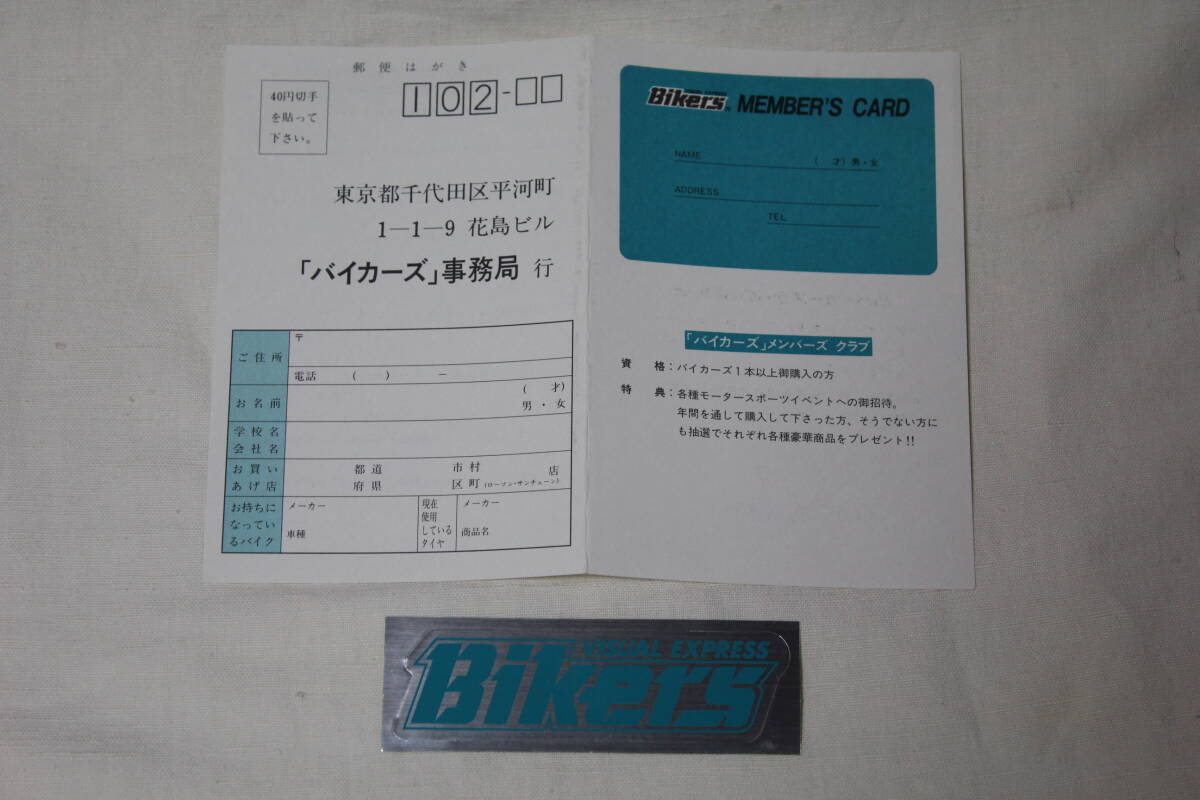 郵便はがき
40円切手
を貼って
下さい。
102-
東京都千代田区平河町
1―1―9 花島ビル
「バイカーズ」事務局 行
ご住所
〒
電話 ( ) ―
お名前
( 才)
男・女
学校名
会社名
お買い
あげ店
都道
府県
市村
区町
店
(ローソン・サンチェーン)
お持ちに
なってい
るバイク
メーカー
車種
現在
使用
している
タイヤ
メーカー
商品名
VISUAL EXPRESS
Bikers MEMBER'S CARD
NAME ( 才) 男・女
ADDRESS
TEL
「バイカーズ」メンバーズ クラブ
資 格：バイカーズ1本以上御購入の方
特 典：各種モータースポーツイベントへの御招待。
年間を通して購入して下さった方、そうでない方に
も抽選でそれぞれ各種豪華商品をプレゼント!!
VISUAL EXPRESS
Bikers